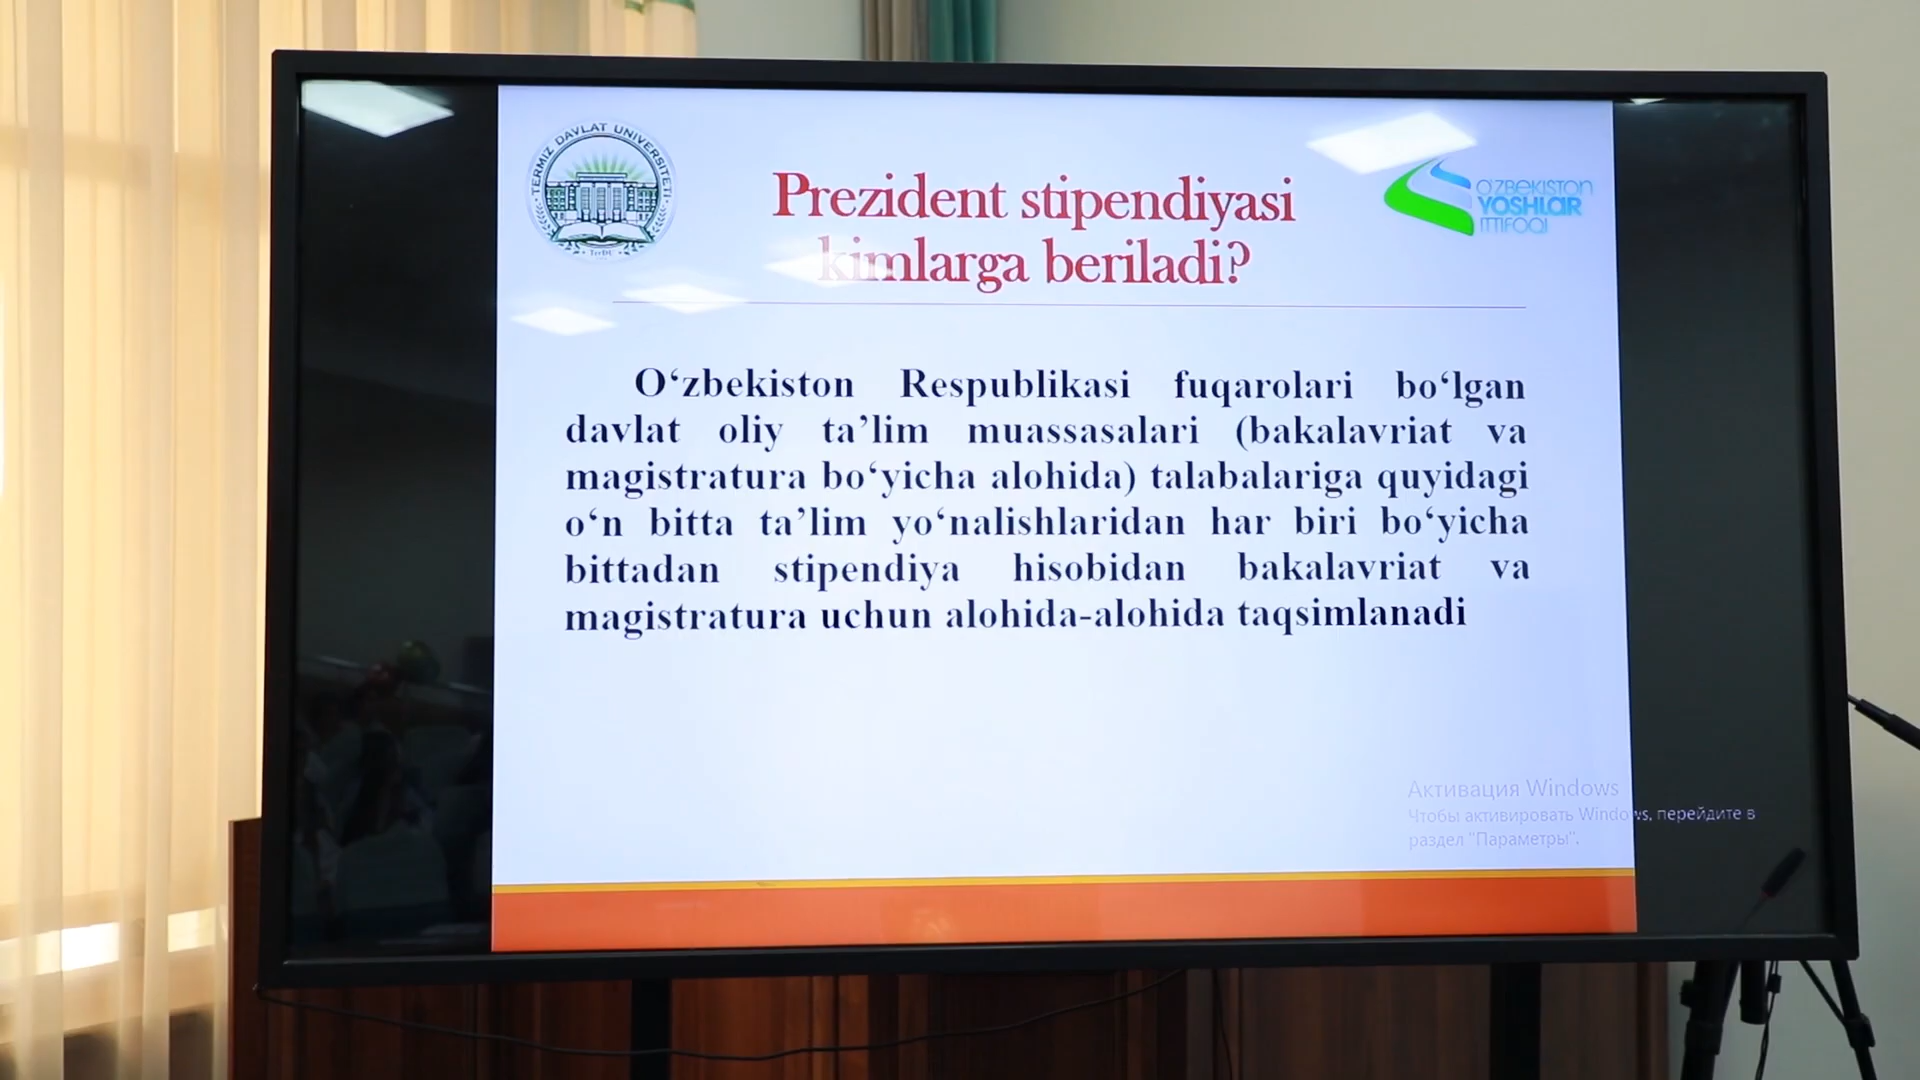 TERMIZ DAVLAT UNIVERSITETI
TerDU
Prezident stipendiyasi
kimlarga beriladi?
O'ZBEKISTON
YOSHLAR
ITTIFOQI
O‘zbekiston Respublikasi fuqarolari bo‘lgan
davlat oliy ta’lim muassasalari (bakalavriat va
magistratura bo‘yicha alohida) talabalariga quyidagi
o‘n bitta ta’lim yo‘nalishlaridan har biri bo‘yicha
bittadan stipendiya hisobidan bakalavriat va
magistratura uchun alohida-alohida taqsimlanadi
Активация Windows
Чтобы активировать Windows, перейдите в
раздел "Параметры".